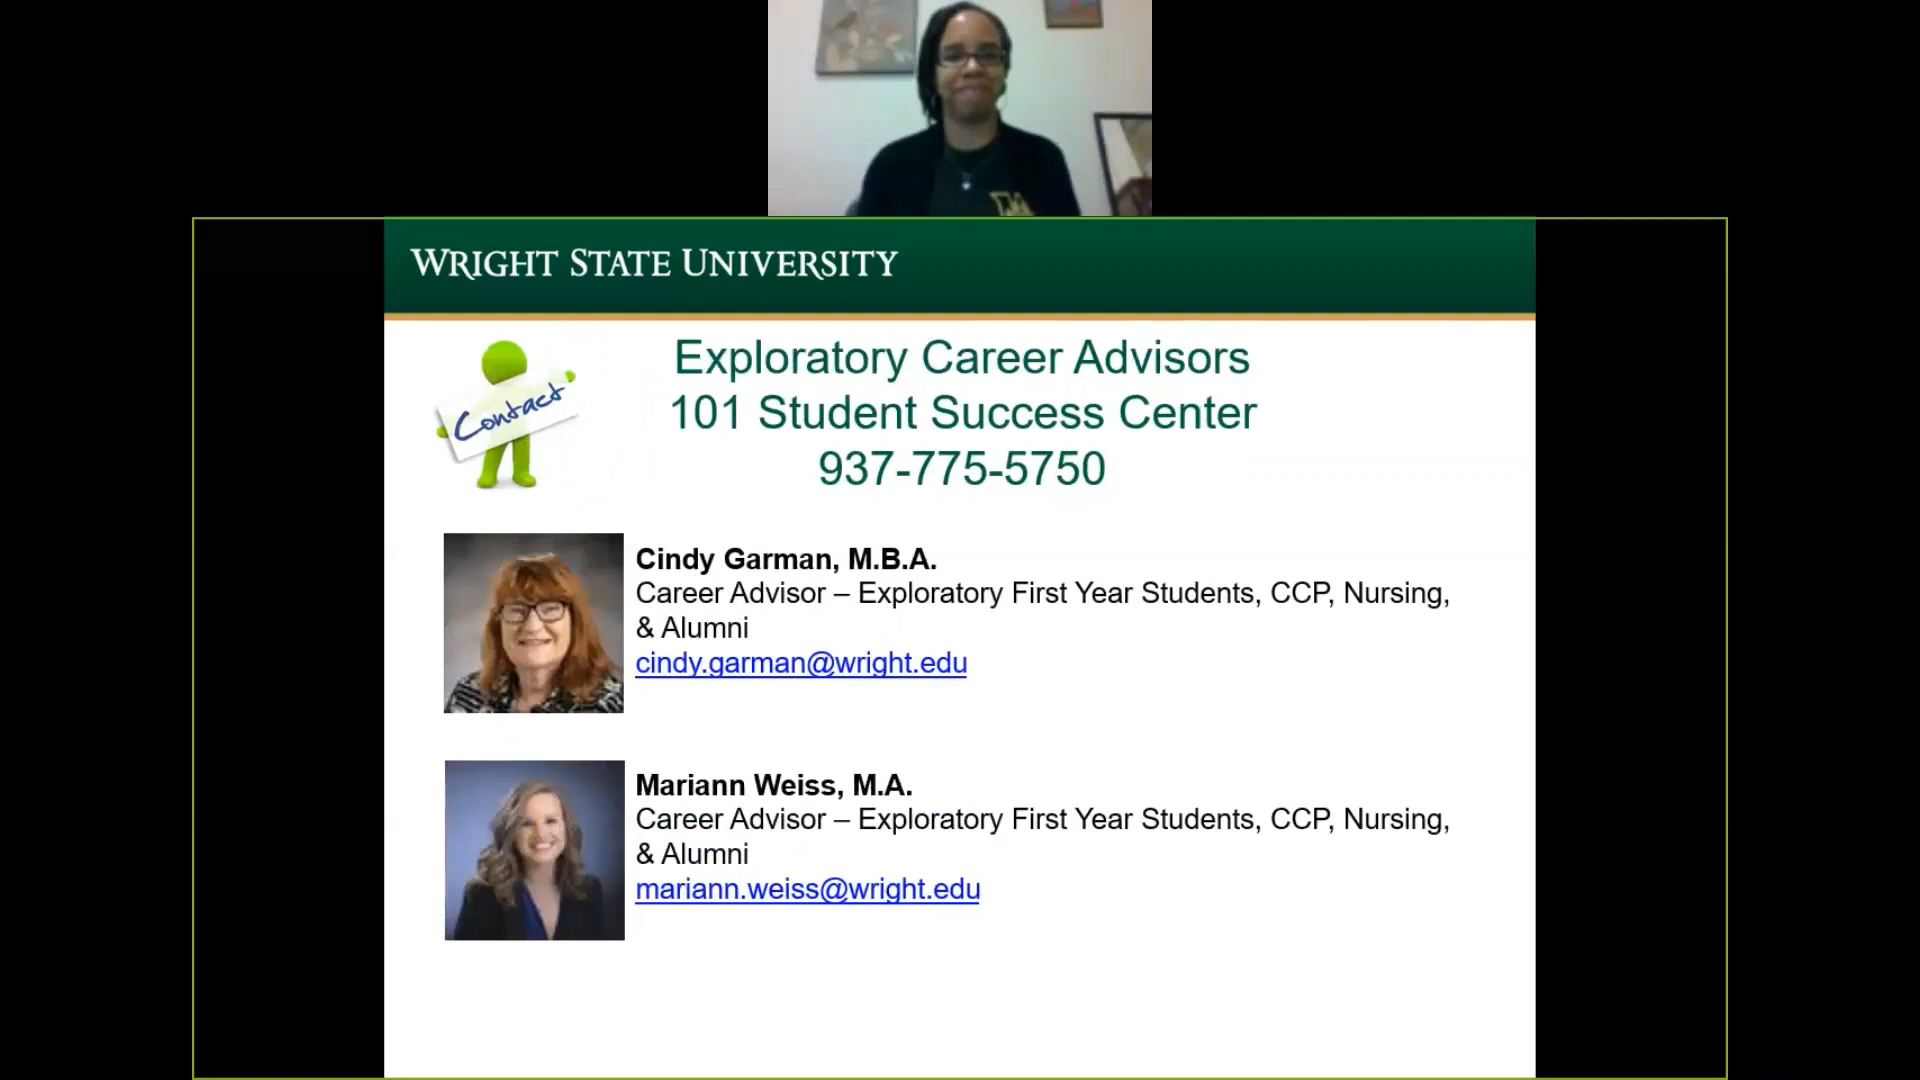 WRIGHT STATE UNIVERSITY
Contact
Exploratory Career Advisors
101 Student Success Center
937-775-5750
Cindy Garman, M.B.A.
Career Advisor – Exploratory First Year Students, CCP, Nursing,
& Alumni
cindy.garman@wright.edu
Mariann Weiss, M.A.
Career Advisor – Exploratory First Year Students, CCP, Nursing,
& Alumni
mariann.weiss@wright.edu